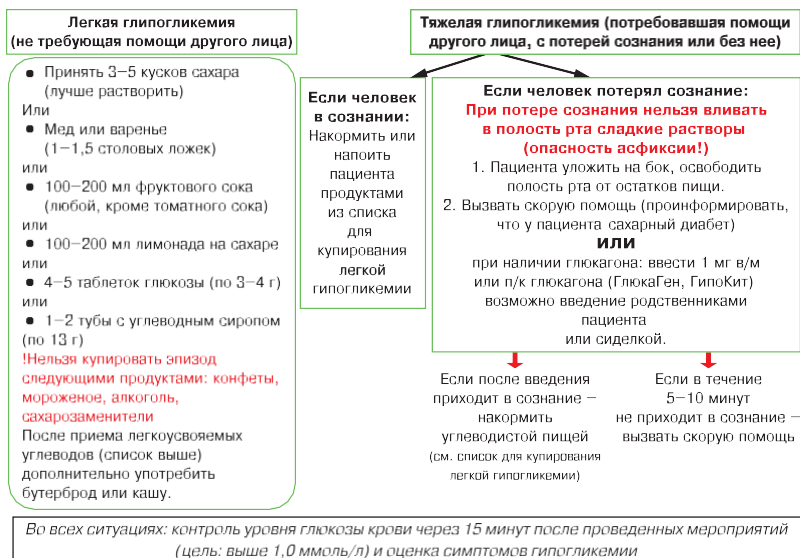 Легкая глипогликемия
(не требующая помощи другого лица)
• Принять 3–5 кусков сахара
(лучше растворить)
Или
• Мед или варенье
(1–1,5 столовых ложек)
или
• 100–200 мл фруктового сока
(любой, кроме томатного сока)
или
• 100–200 мл лимонада на сахаре
или
• 4–5 таблеток глюкозы (по 3–4 г)
или
• 1–2 тубы с углеводным сиропом
(по 13 г)
!Нельзя купировать эпизод
следующими продуктами: конфеты,
мороженое, алкоголь,
сахарозаменители
После приема легкоусвояемых
углеводов (список выше)
дополнительно употребить
бутерброд или кашу.
Тяжелая глипогликемия (потребовавшая помощи
другого лица, с потерей сознания или без нее)
Если человек
в сознании:
Накормить или
напоить
пациента
продуктами
из списка
для
купирования
легкой
гипогликемии
Если человек потерял сознание:
При потере сознания нельзя вливать
в полость рта сладкие растворы
(опасность асфиксии!)
1. Пациента уложить на бок, освободить
полость рта от остатков пищи.
2. Вызвать скорую помощь (проинформировать,
что у пациента сахарный диабет)
ИЛИ
при наличии глюкагона: ввести 1 мг в/м
или п/к глюкагона (ГлюкаГен, ГипоКит)
возможно введение родственниками
пациента
или сиделкой.
Если после введения
приходит в сознание –
накормить
углеводистой пищей
(см. список для купирования
легкой гипогликемии)
Если в течение
5–10 минут
не приходит в сознание –
вызвать скорую помощь
Во всех ситуациях: контроль уровня глюкозы крови через 15 минут после проведенных мероприятий
(цель: выше 1,0 ммоль/л) и оценка симптомов гипогликемии